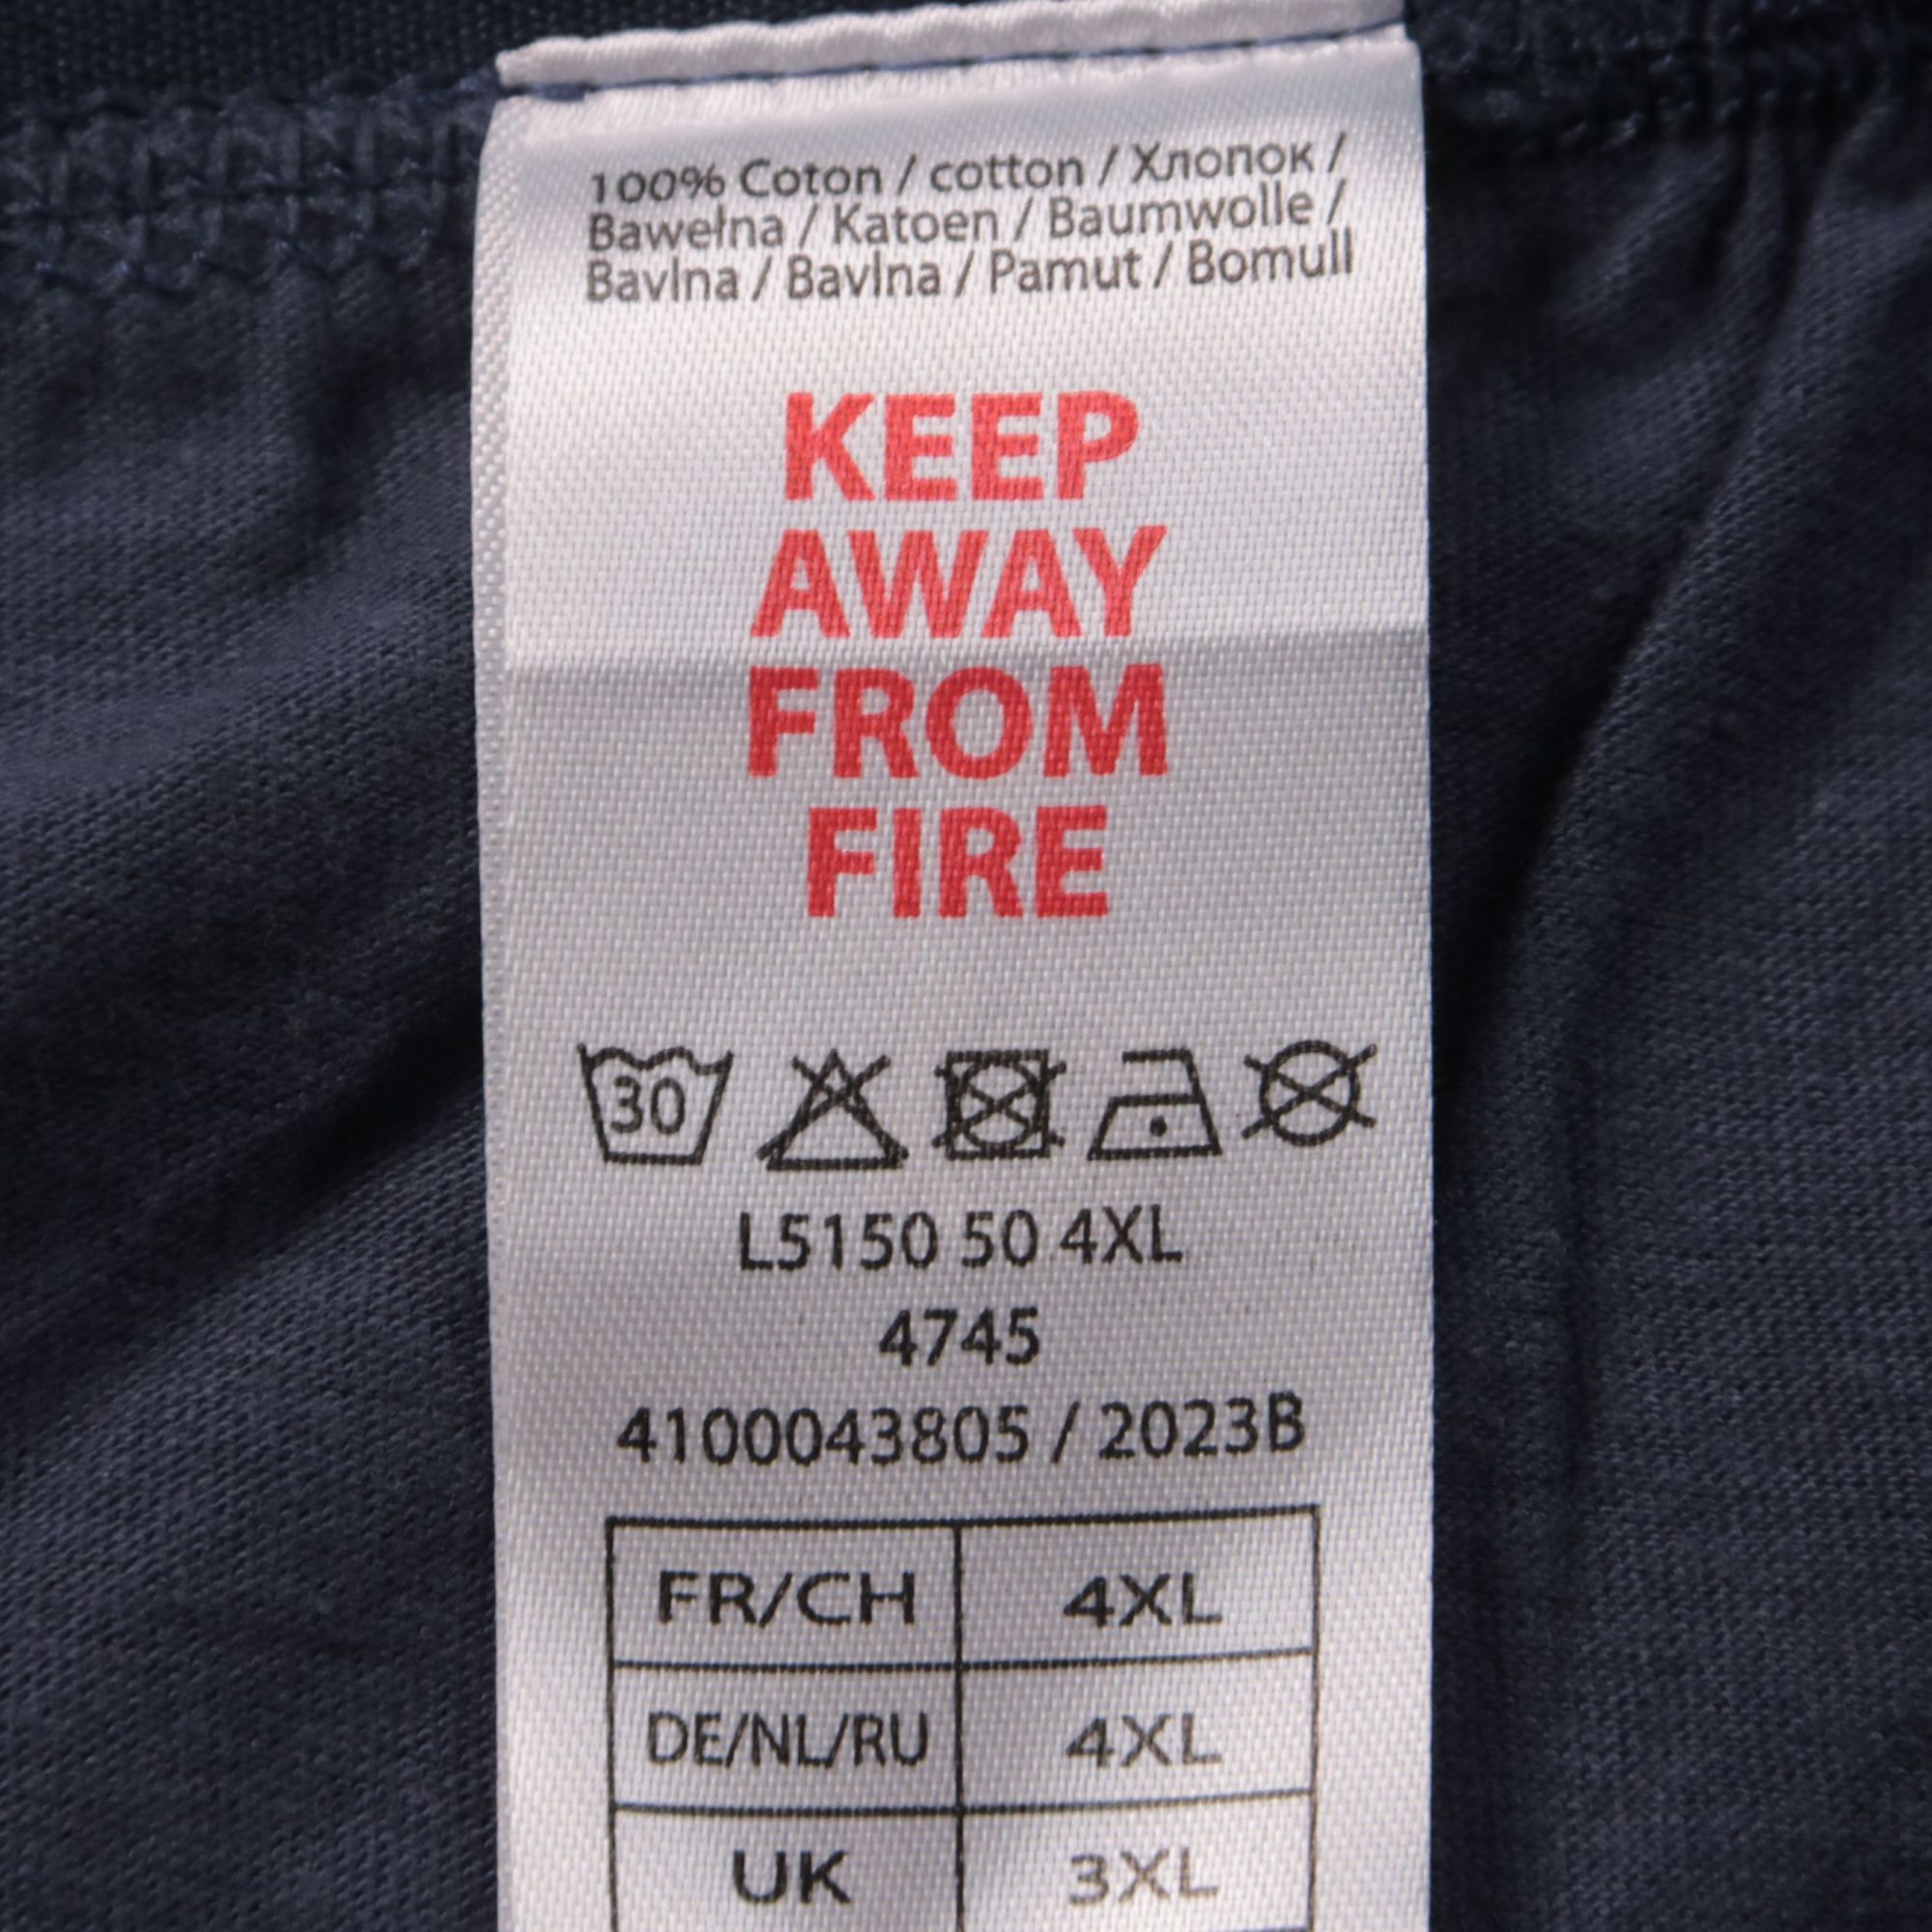 100% Coton / cotton / Хлопок /
Bawełna / Katoen / Baumwolle /
Bavlna / Bavlna / Pamut / Bomull
KEEP
AWAY
FROM
FIRE
30
L5150 50 4XL
4745
4100043805 / 2023B
FR/CH 4XL
DE/NL/RU 4XL
UK 3XL